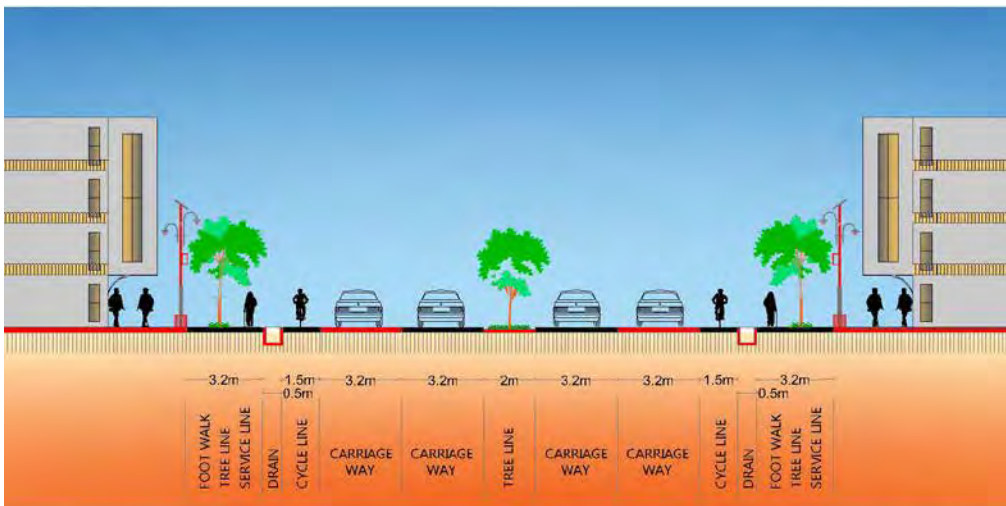 3.2m 1.5m 3.2m 3.2m 2m 3.2m 3.2m 1.5m 3.2m
0.5m 0.5m
FOOT WALK
TREE LINE
SERVICE LINE
DRAIN
CYCLE LINE
CARRIAGE
WAY
CARRIAGE
WAY
TREE LINE
CARRIAGE
WAY
CARRIAGE
WAY
CYCLE LINE
DRAIN
FOOT WALK
TREE LINE
SERVICE LINE